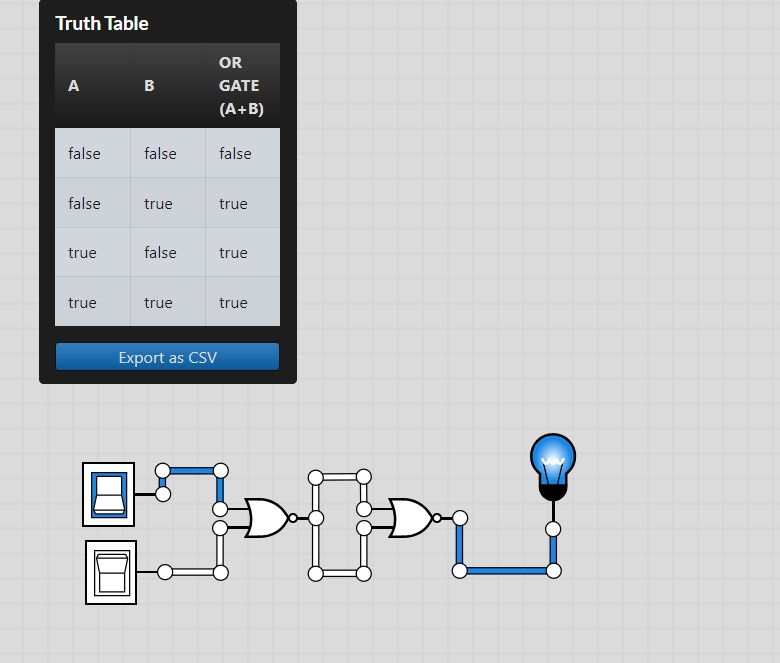 Truth Table
A B OR
GATE
(A+B)
false false false
false true true
true false true
true true true
Export as CSV